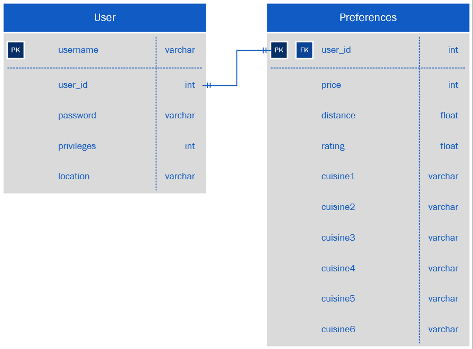 User
PK username varchar
user_id int
password varchar
privileges int
location varchar
Preferences
PK FK user_id int
price int
distance float
rating float
cuisine1 varchar
cuisine2 varchar
cuisine3 varchar
cuisine4 varchar
cuisine5 varchar
cuisine6 varchar